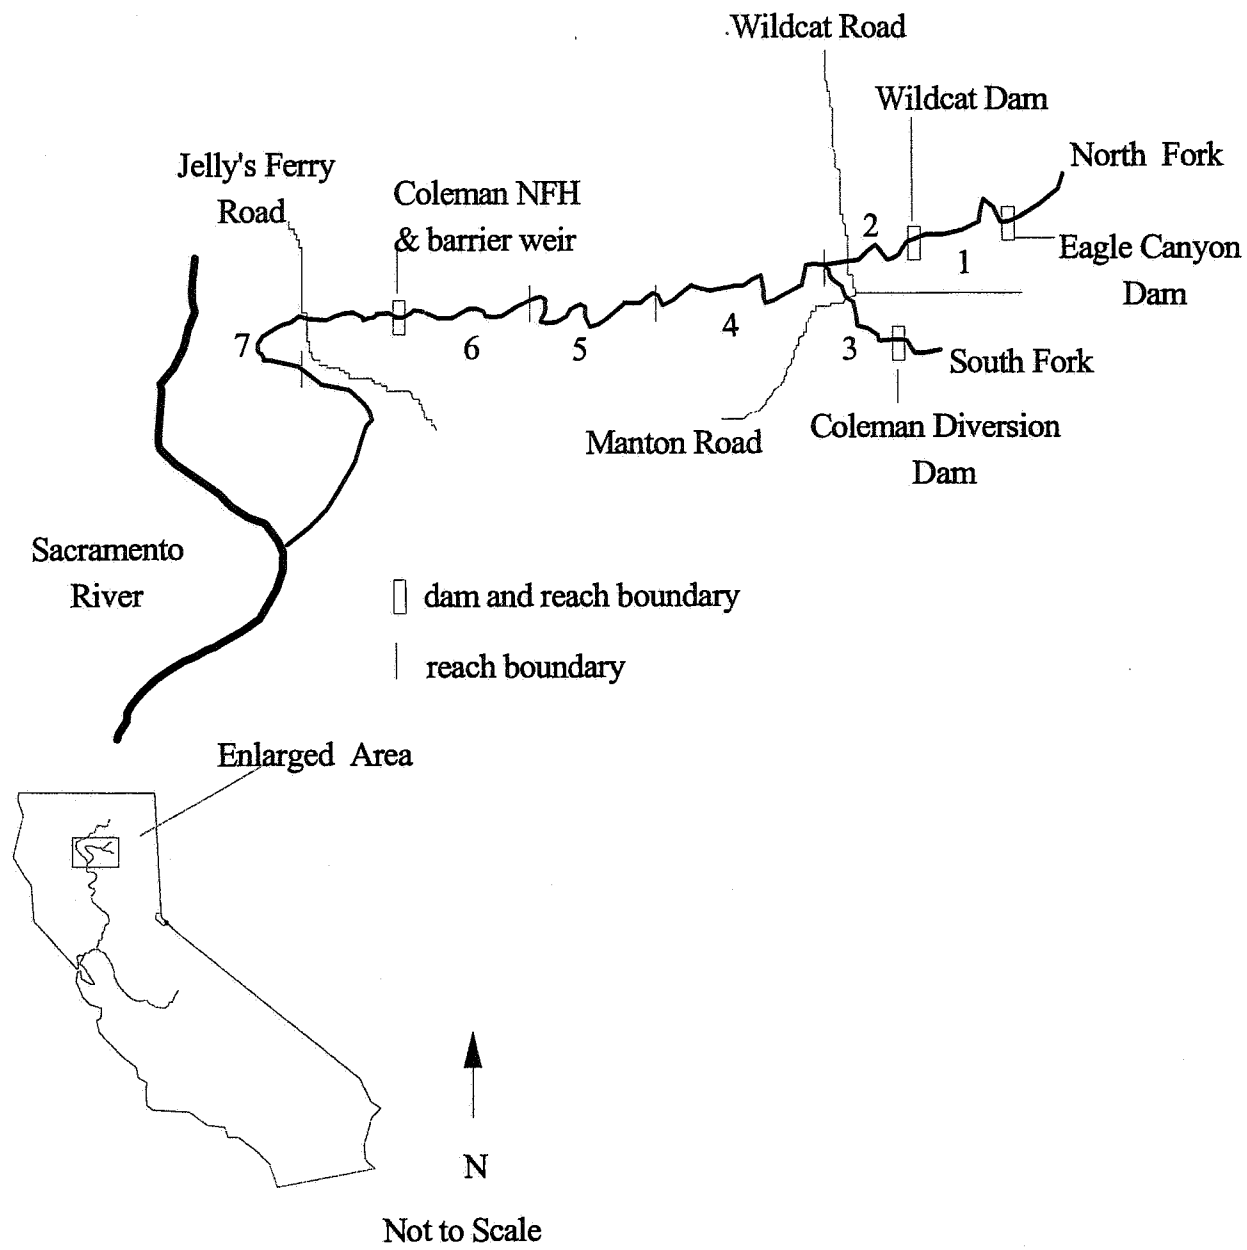 Wildcat Road
Wildcat Dam
North Fork
Jelly's Ferry
Road
Coleman NFH
& barrier weir
2
1
Eagle Canyon
Dam
7
6
5
4
3
South Fork
Manton Road
Coleman Diversion
Dam
Sacramento
River
dam and reach boundary
reach boundary
Enlarged Area
N
Not to Scale